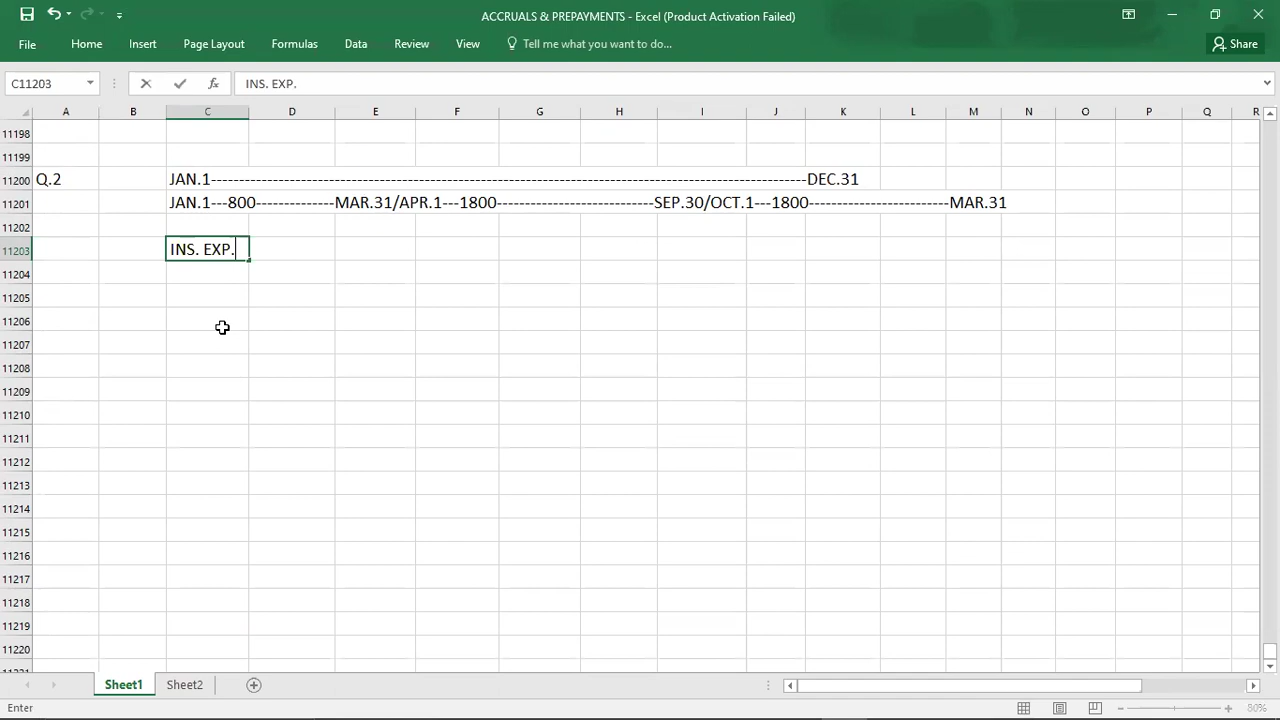 ACCRUALS & PREPAYMENTS - Excel (Product Activation Failed)
File Home Insert Page Layout Formulas Data Review View Tell me what you want to do... Share
C11203 fx INS. EXP.
A B C D E F G H I J K L M N O P Q R
11198
11199
11200 Q.2 JAN.1----------------------------------------------------------------------------------------------------------DEC.31
11201 JAN.1---800--------------MAR.31/APR.1---1800----------------------------SEP.30/OCT.1---1800-------------------------MAR.31
11202
11203 INS. EXP.
11204
11205
11206
11207
11208
11209
11210
11211
11212
11213
11214
11215
11216
11217
11218
11219
11220
Sheet1 Sheet2
Enter 80%